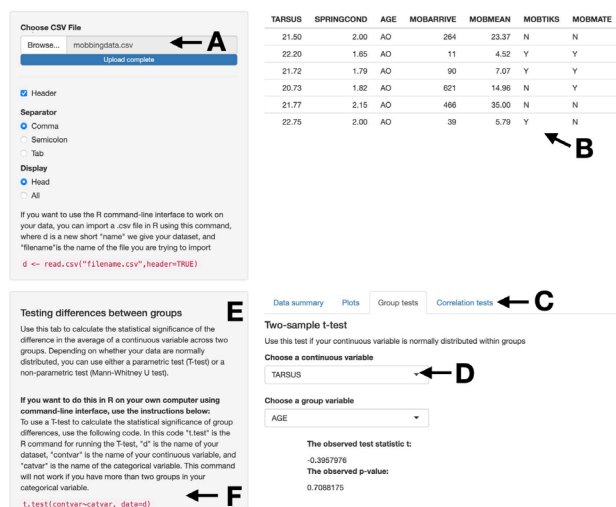 Choose CSV File
Browse... mobbingdata.csv
A
Upload complete
Header
Separator
Comma
Semicolon
Tab
Display
Head
All
If you want to use the R command-line interface to work on
your data, you can import a .csv file in R using this command,
where d is a new short "name" we give your dataset, and
"filename"is the name of the file you are trying to import
d <- read.csv("filename.csv",header=TRUE)
TARSUS SPRINGCOND AGE MOBARRIVE MOBMEAN MOBTIKS MOBMATE
21.50 2.00 AO 264 23.37 N N
22.20 1.65 AO 11 4.52 Y Y
21.72 1.79 AO 90 7.07 Y Y
20.73 1.82 AO 621 14.96 N Y
21.77 2.15 AO 466 35.00 N N
22.75 2.00 AO 39 5.79 Y N
B
E
Testing differences between groups
Use this tab to calculate the statistical significance of the
difference in the average of a continuous variable across two
groups. Depending on whether your data are normally
distributed, you can use either a parametric test (T-test) or a
non-parametric test (Mann-Whitney U test).
If you want to do this in R on your own computer using
command-line interface, use the instructions below:
To use a T-test to calculate the statistical significance of group
differences, use the following code. In this code "t.test" is the
R command for running the T-test, "d" is the name of your
dataset, "contvar" is the name of your continuous variable, and
"catvar" is the name of the categorical variable. This command
will not work if you have more than two groups in your
categorical variable.
F
t.test(contvar~catvar, data=d)
Data summary Plots Group tests Correlation tests
C
Two-sample t-test
Use this test if your continuous variable is normally distributed within groups
Choose a continuous variable
TARSUS
D
Choose a group variable
AGE
The observed test statistic t:
-0.3957976
The observed p-value:
0.7088175